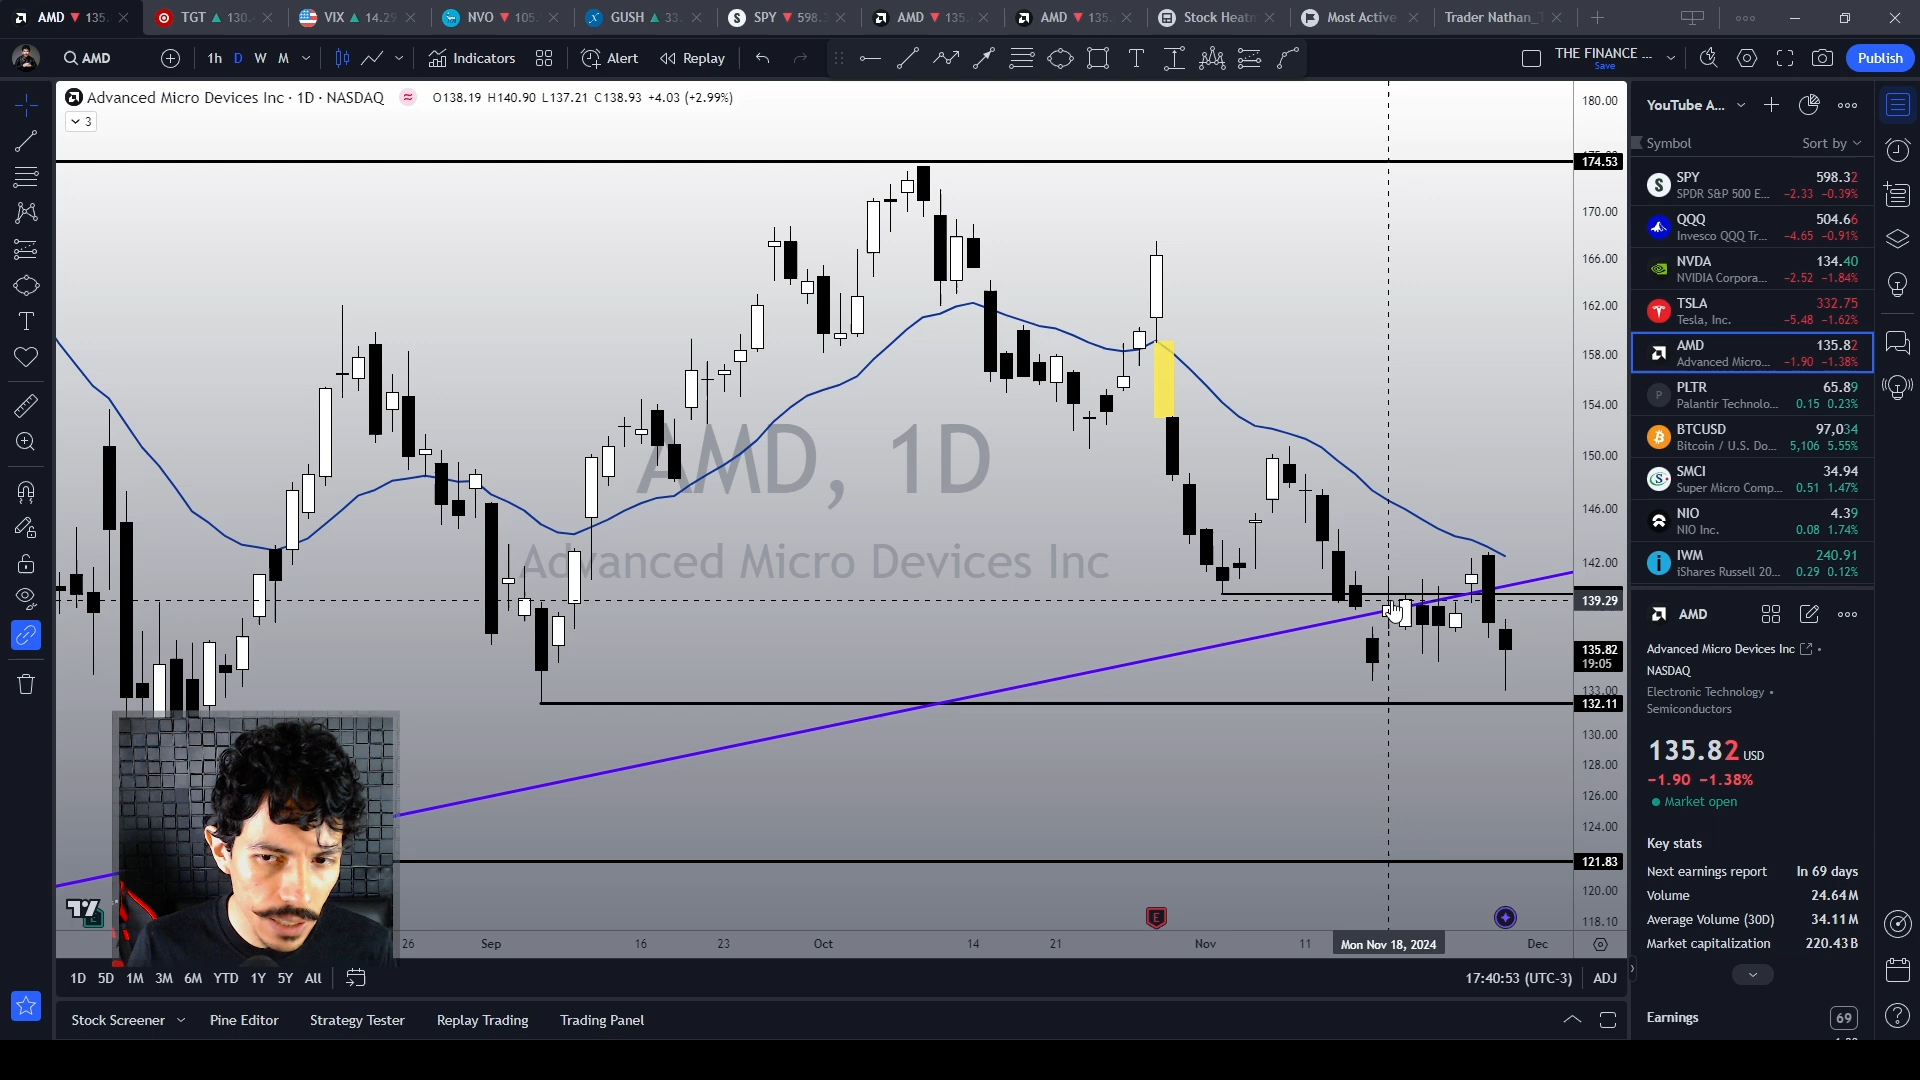 AMD ▼ 135.
TGT ▲ 130.
VIX ▲ 14.29
NVO ▼ 105.
GUSH ▲ 33.
SPY ▼ 598.3
AMD ▼ 135.
AMD ▼ 135.
Stock Heatm
Most Active
Trader Nathan_T
AMD
1h D W M
Indicators
Alert
Replay
THE FINANCE ...
Save
Publish
Advanced Micro Devices Inc · 1D · NASDAQ
O138.19 H140.90 L137.21 C138.93 +4.03 (+2.99%)
3
AMD, 1D
Advanced Micro Devices Inc
180.00
174.53
170.00
166.00
162.00
158.00
154.00
150.00
146.00
142.00
139.29
135.82
19:05
133.00
132.11
130.00
128.00
126.00
124.00
121.83
120.00
118.10
E
26 Sep 16 23 Oct 14 21 Nov 11 Mon Nov 18, 2024 Dec
1D 5D 1M 3M 6M YTD 1Y 5Y All
17:40:53 (UTC-3) ADJ
Stock Screener
Pine Editor
Strategy Tester
Replay Trading
Trading Panel
YouTube A...
Symbol Sort by
SPY 598.32
SPDR S&P 500 E... −2.33 −0.39%
QQQ 504.66
Invesco QQQ Tr... −4.65 −0.91%
NVDA 134.40
NVIDIA Corpora... −2.52 −1.84%
TSLA 332.75
Tesla, Inc. −5.48 −1.62%
AMD 135.82
Advanced Micro... −1.90 −1.38%
PLTR 65.89
Palantir Technolo... 0.15 0.23%
BTCUSD 97,034
Bitcoin / U.S. Do... 5,106 5.55%
SMCI 34.94
Super Micro Comp... 0.51 1.47%
NIO 4.39
NIO Inc. 0.08 1.74%
IWM 240.91
iShares Russell 20... 0.29 0.12%
AMD
Advanced Micro Devices Inc
NASDAQ
Electronic Technology •
Semiconductors
135.82 USD
−1.90 −1.38%
Market open
Key stats
Next earnings report In 69 days
Volume 24.64M
Average Volume (30D) 34.11M
Market capitalization 220.43B
Earnings 69